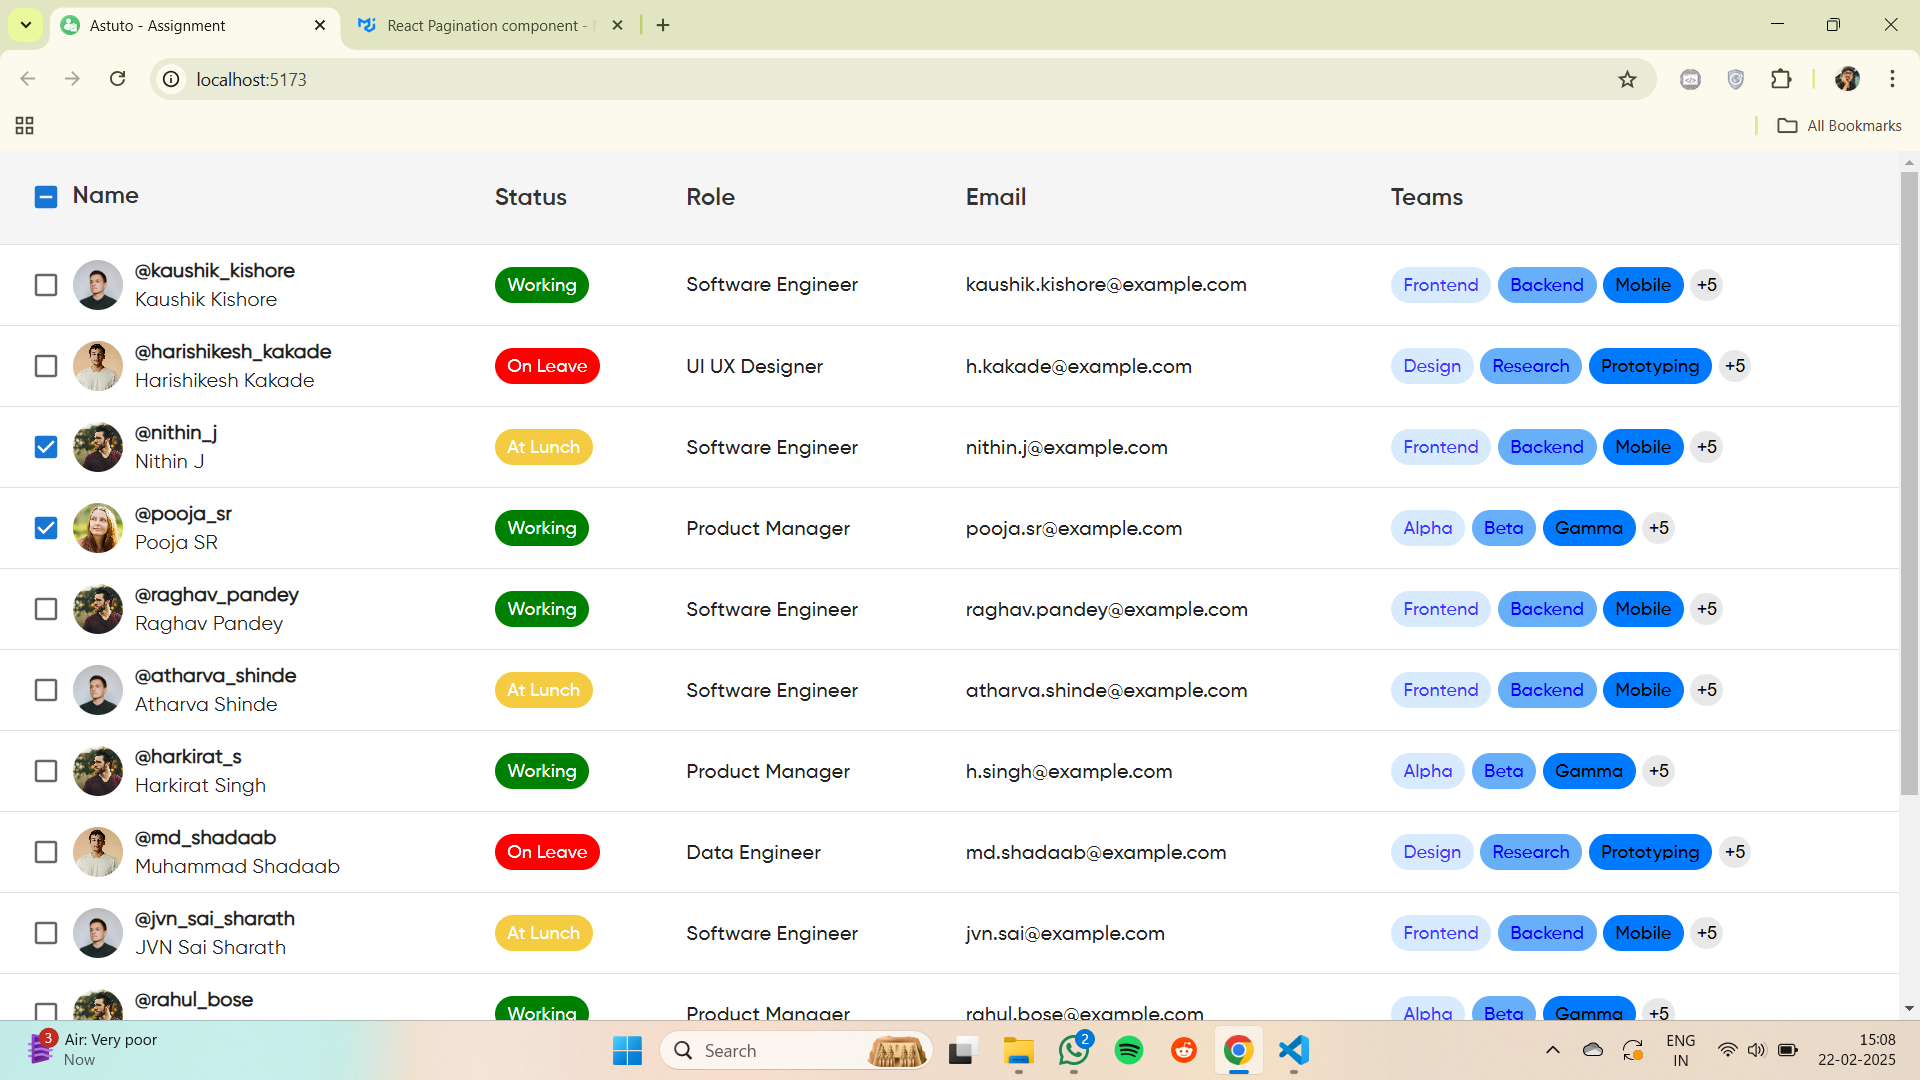 Astuto - Assignment
React Pagination component -
localhost:5173
All Bookmarks
Name Status Role Email Teams
@kaushik_kishore
Kaushik Kishore
Working Software Engineer kaushik.kishore@example.com Frontend Backend Mobile +5
@harishikesh_kakade
Harishikesh Kakade
On Leave UI UX Designer h.kakade@example.com Design Research Prototyping +5
@nithin_j
Nithin J
At Lunch Software Engineer nithin.j@example.com Frontend Backend Mobile +5
@pooja_sr
Pooja SR
Working Product Manager pooja.sr@example.com Alpha Beta Gamma +5
@raghav_pandey
Raghav Pandey
Working Software Engineer raghav.pandey@example.com Frontend Backend Mobile +5
@atharva_shinde
Atharva Shinde
At Lunch Software Engineer atharva.shinde@example.com Frontend Backend Mobile +5
@harkirat_s
Harkirat Singh
Working Product Manager h.singh@example.com Alpha Beta Gamma +5
@md_shadaab
Muhammad Shadaab
On Leave Data Engineer md.shadaab@example.com Design Research Prototyping +5
@jvn_sai_sharath
JVN Sai Sharath
At Lunch Software Engineer jvn.sai@example.com Frontend Backend Mobile +5
@rahul_bose
Working Product Manager rahul.bose@example.com Alpha Beta Gamma +5
3
Air: Very poor
Now
Search
2
ENG
IN
15:08
22-02-2025